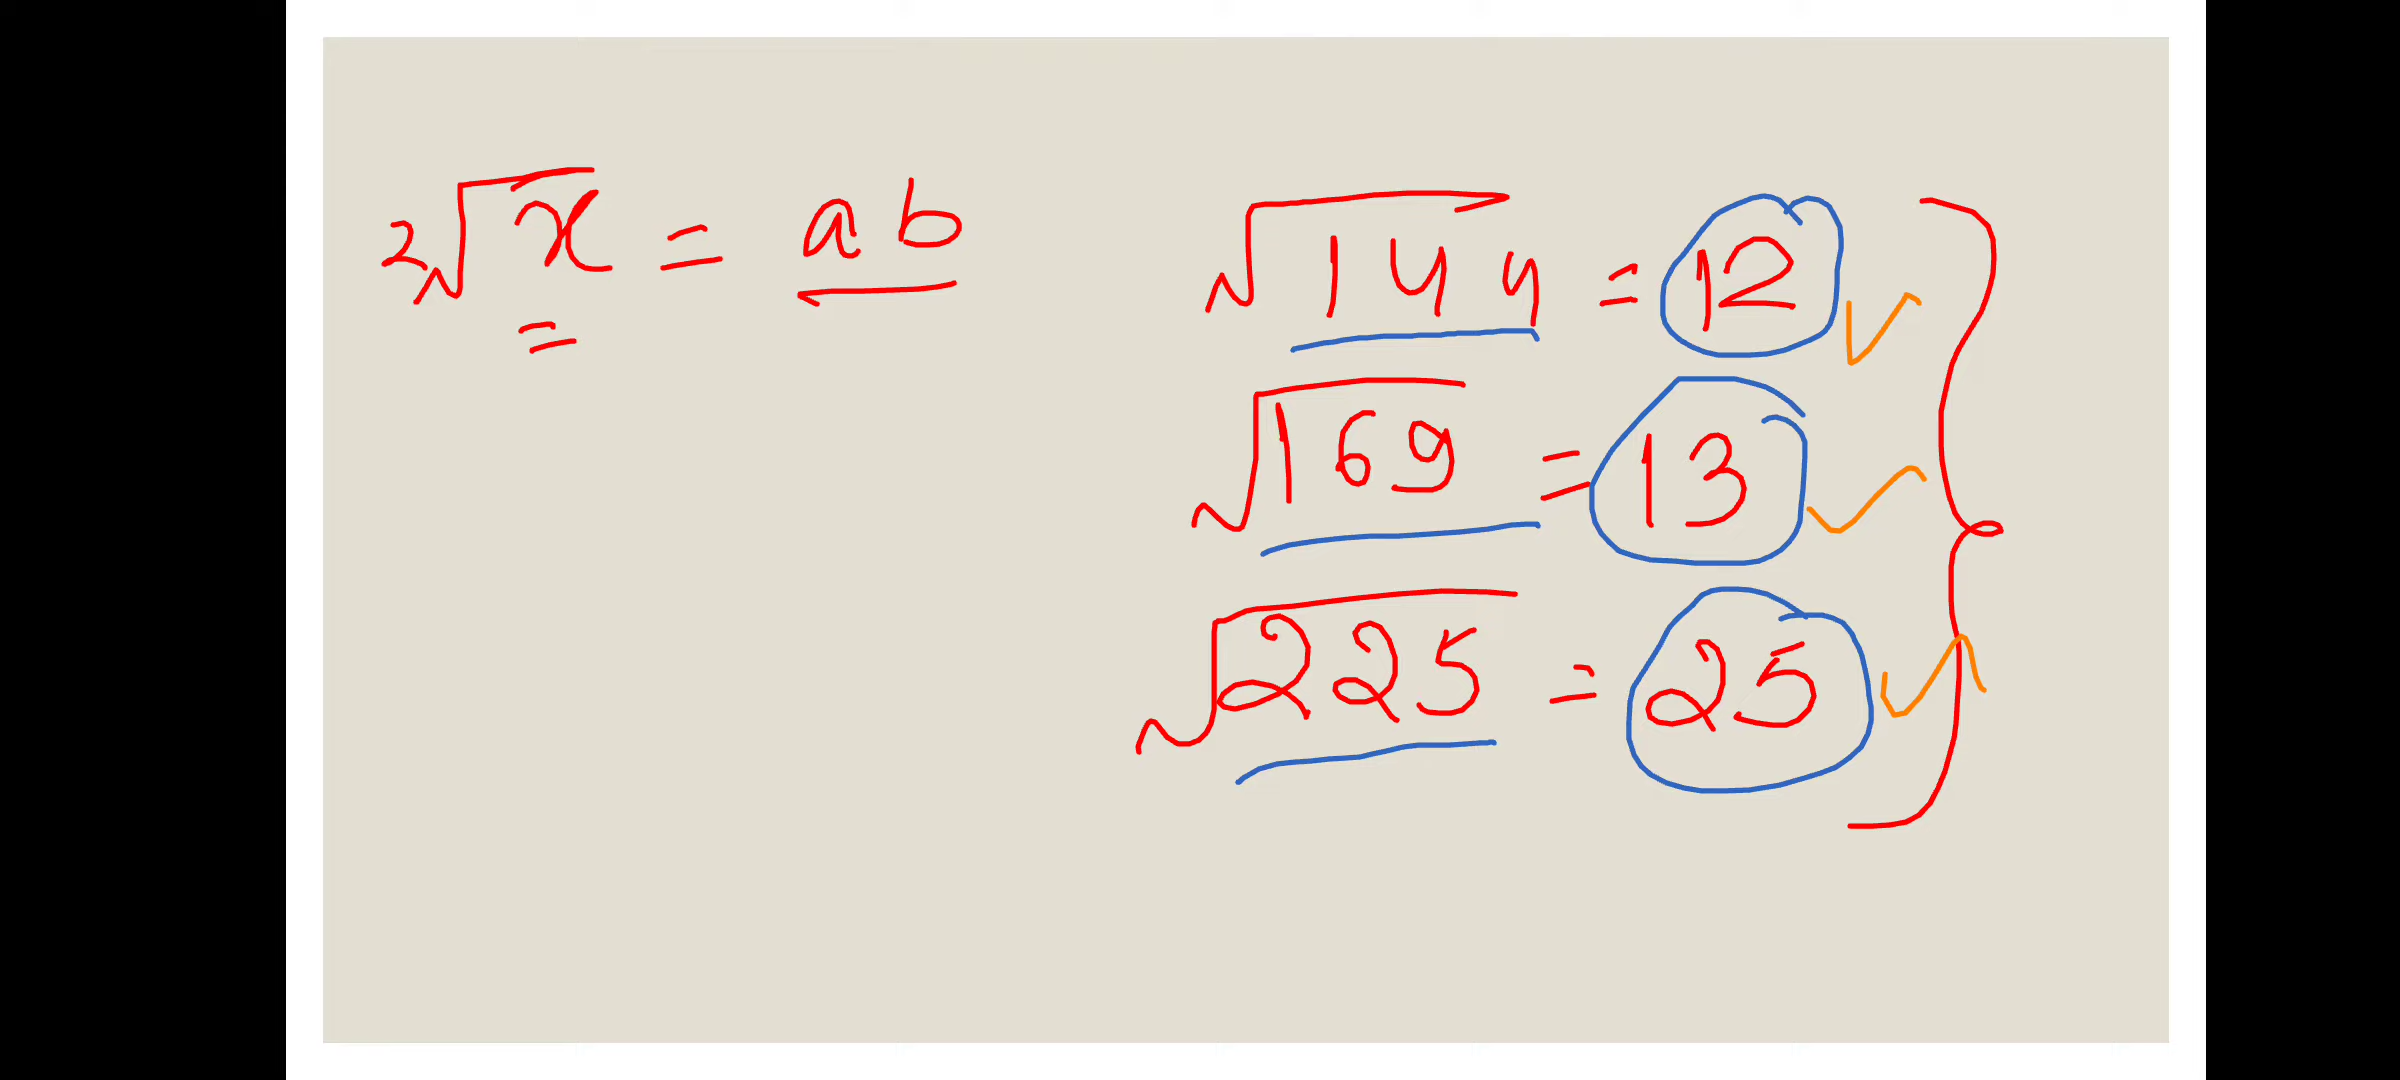 ²√x = ab
√144 = 12
√169 = 13
√225 = 25